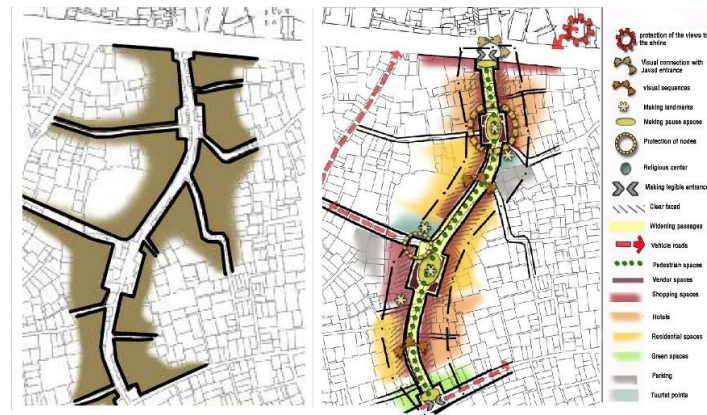 protection of the views to
the shrine
Visual connection with
Javad entrance
visual sequences
Making landmarks
Making pause spaces
Protection of nodes
Religious center
Making legible entrance
Clear faced
Widening passages
Vehicle roads
Pedestrian spaces
Vendor spaces
Shopping spaces
Hotels
Residential spaces
Green spaces
Parking
Tourist points